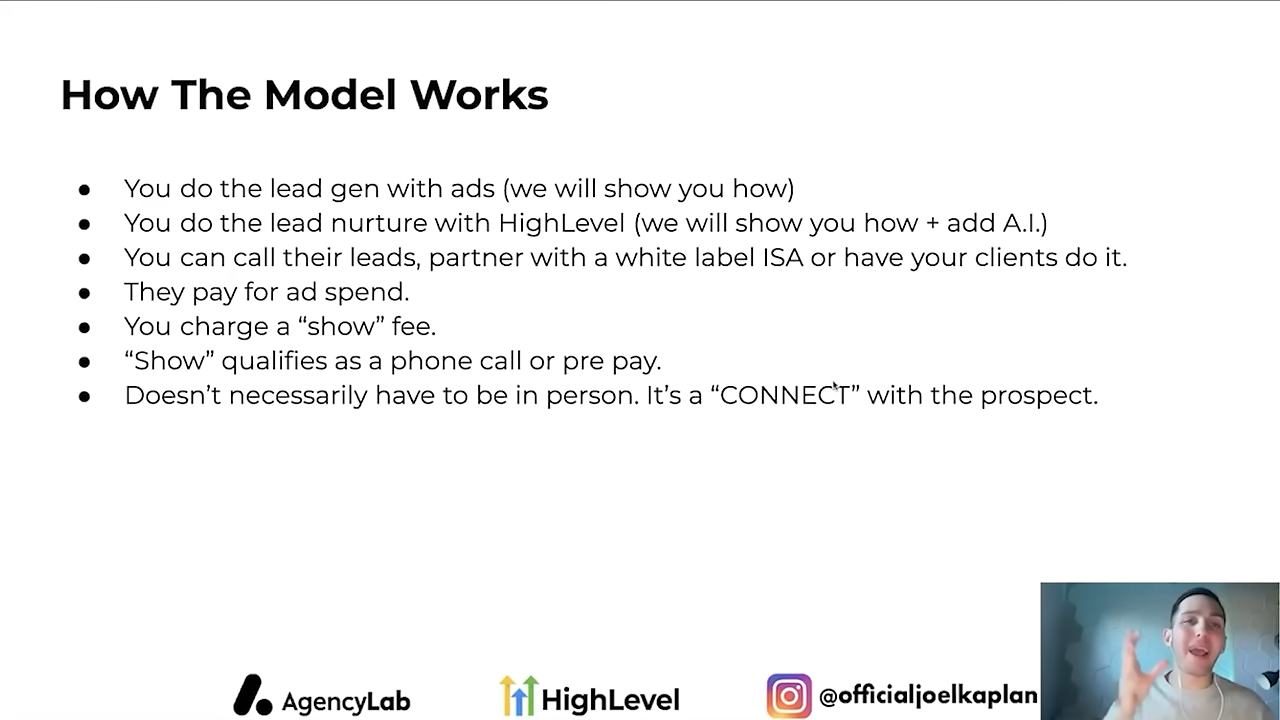 How The Model Works
● You do the lead gen with ads (we will show you how)
● You do the lead nurture with HighLevel (we will show you how + add A.I.)
● You can call their leads, partner with a white label ISA or have your clients do it.
● They pay for ad spend.
● You charge a “show” fee.
● “Show” qualifies as a phone call or pre pay.
● Doesn’t necessarily have to be in person. It’s a “CONNECT” with the prospect.
AgencyLab
HighLevel
@officialjoelkaplan